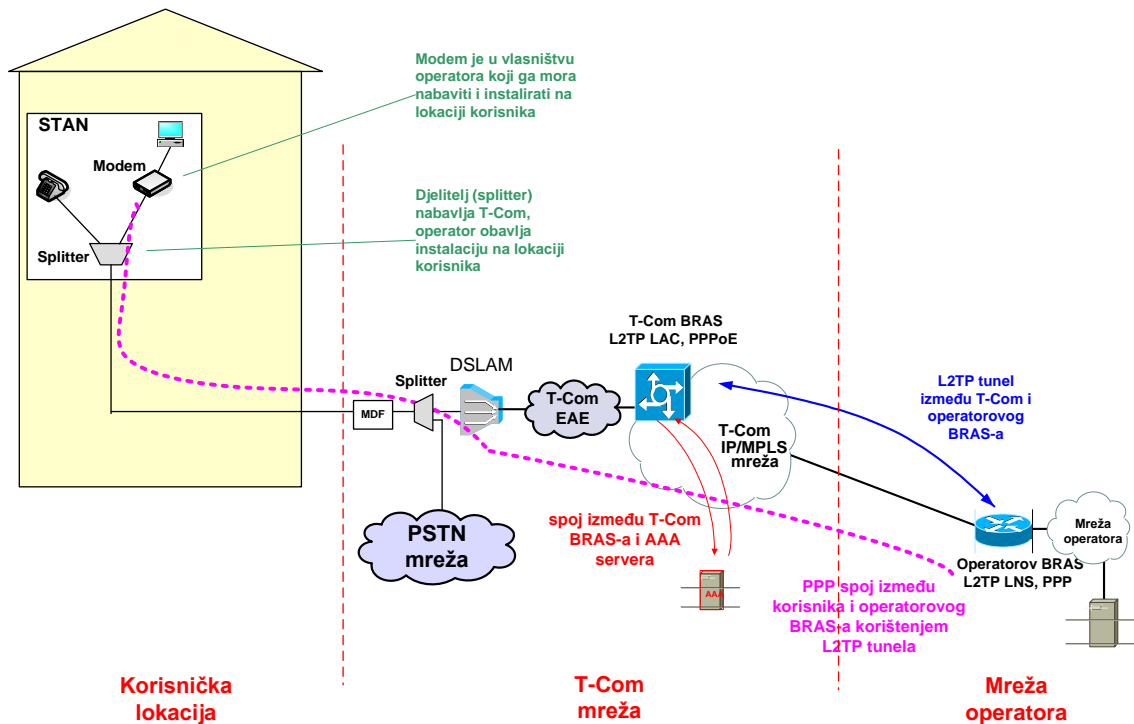 Modem je u vlasništvu
operatora koji ga mora
nabaviti i instalirati na
lokaciji korisnika
STAN
Modem
Splitter
Djelitelj (splitter)
nabavlja T-Com,
operator obavlja
instalaciju na lokaciji
korisnika
T-Com BRAS
L2TP LAC, PPPoE
DSLAM
Splitter
MDF
T-Com
EAE
T-Com
IP/MPLS
mreža
L2TP tunel
između T-Com i
operatorovog
BRAS-a
PSTN
mreža
spoj između T-Com
BRAS-a i AAA
servera
AAA
Mreža
operatora
Operatorov BRAS
L2TP LNS, PPP
PPP spoj između
korisnika i operatorovog
BRAS-a korištenjem
L2TP tunela
Korisnička
lokacija
T-Com
mreža
Mreža
operatora